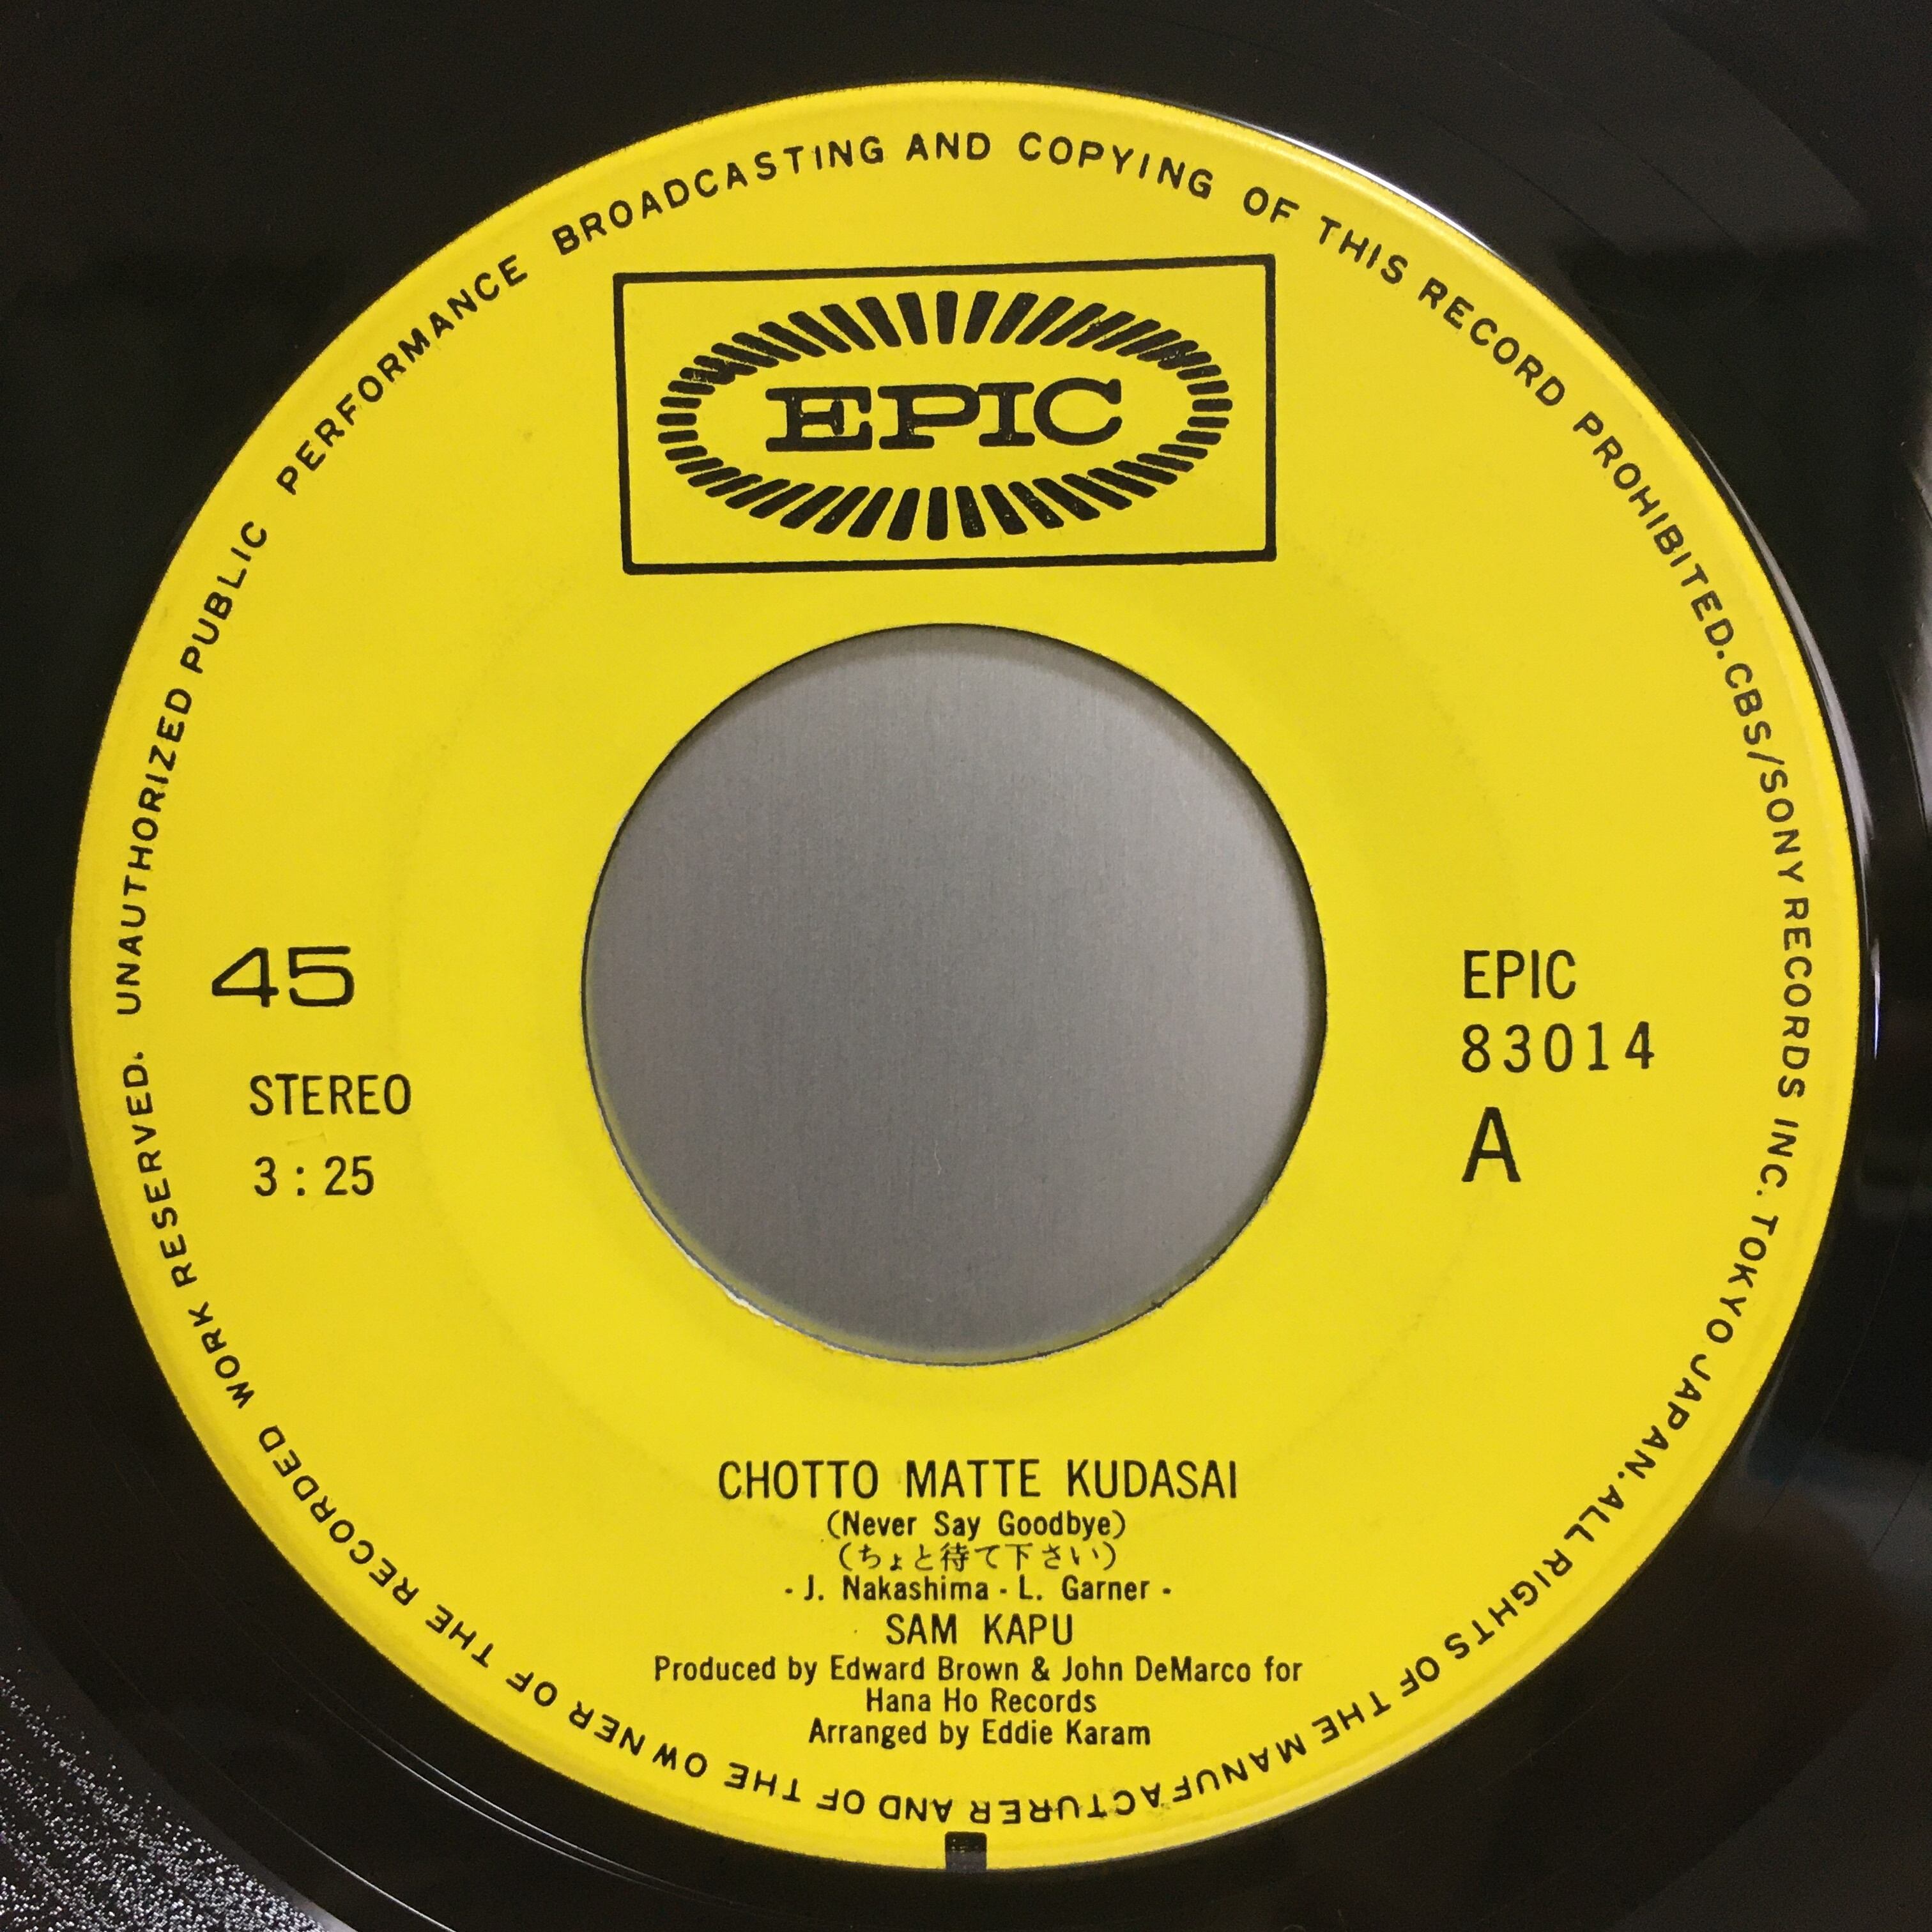 UNAUTHORIZED PUBLIC PERFORMANCE BROADCASTING AND COPYING OF THIS RECORD PROHIBITED. CBS/SONY RECORDS INC. TOKYO JAPAN. ALL RIGHTS OF THE MANUFACTURER AND OF THE OWNER OF THE RECORDED WORK RESERVED.
EPIC
45
STEREO
3:25
EPIC
83014
A
CHOTTO MATTE KUDASAI
(Never Say Goodbye)
(ちょと待て下さい)
- J. Nakashima - L. Garner -
SAM KAPU
Produced by Edward Brown & John DeMarco for
Hana Ho Records
Arranged by Eddie Karam